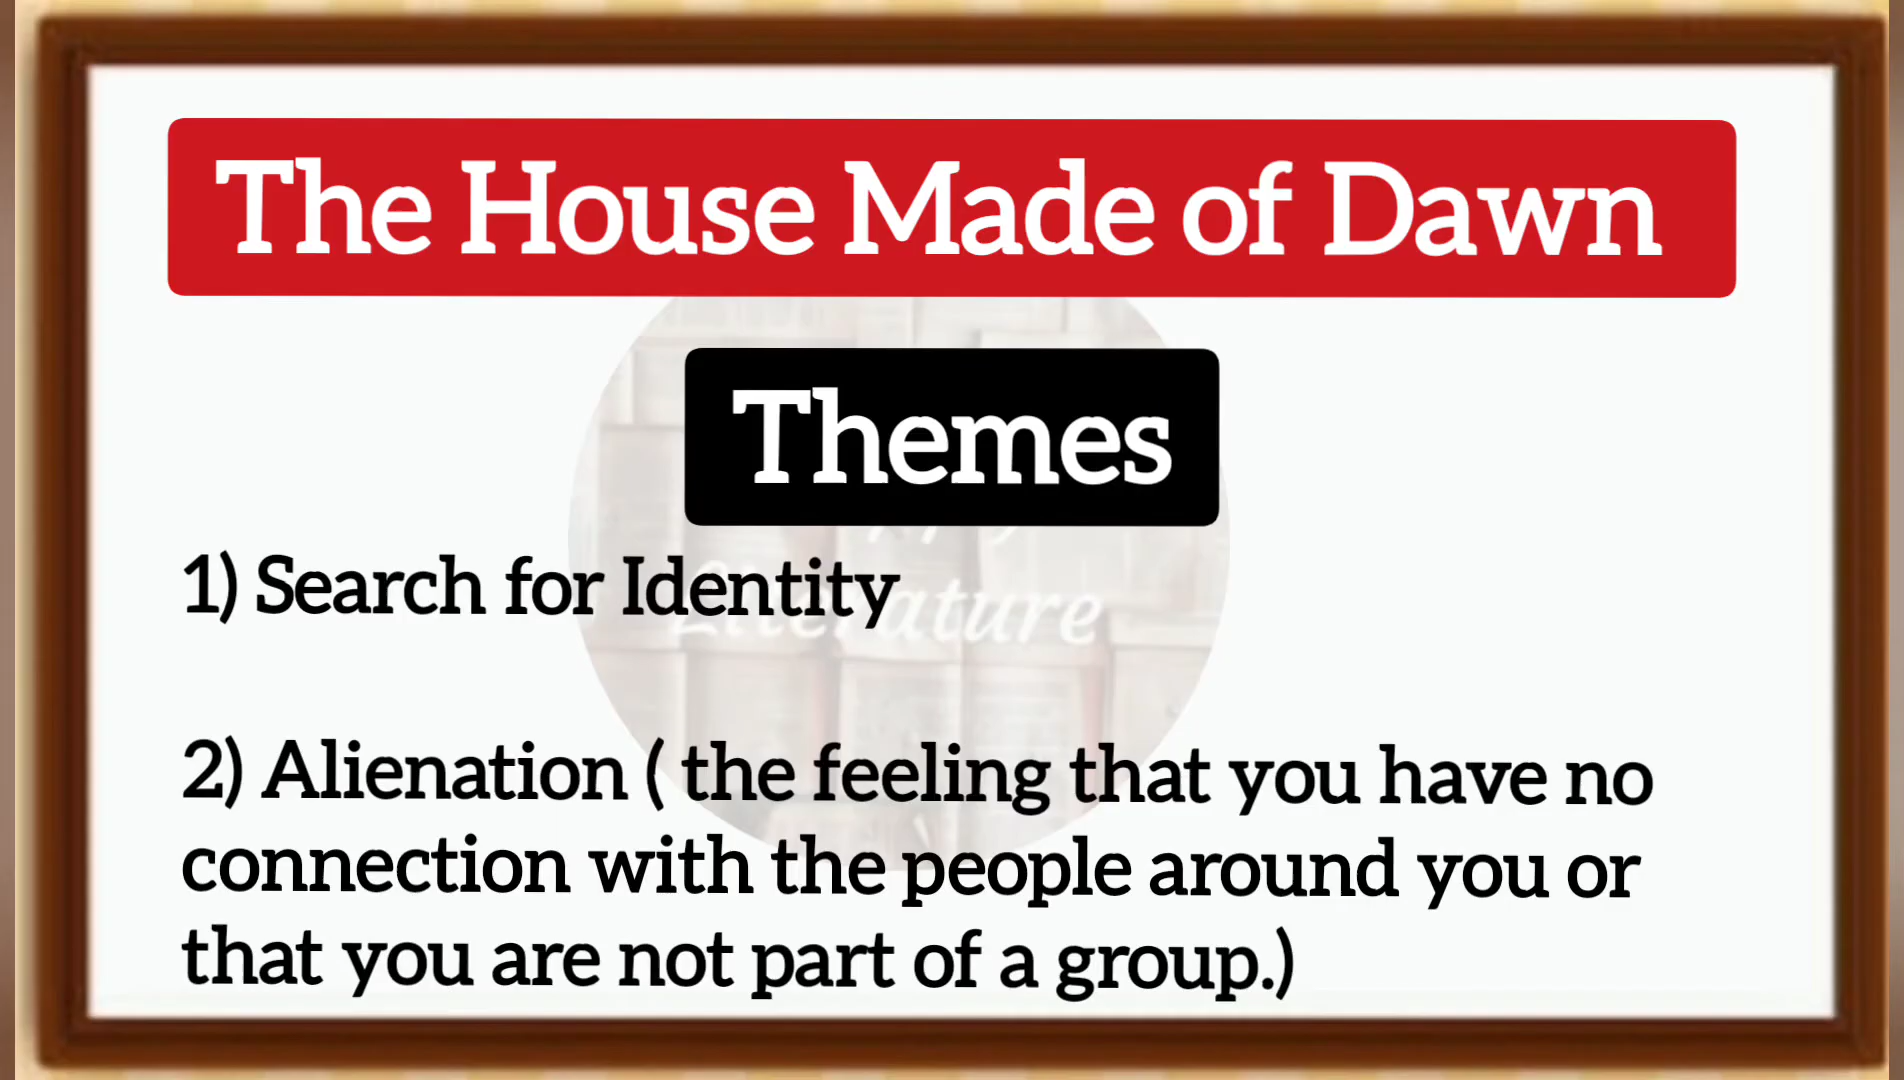 The House Made of Dawn
Themes
1) Search for Identity
Literature
2) Alienation ( the feeling that you have no
connection with the people around you or
that you are not part of a group.)